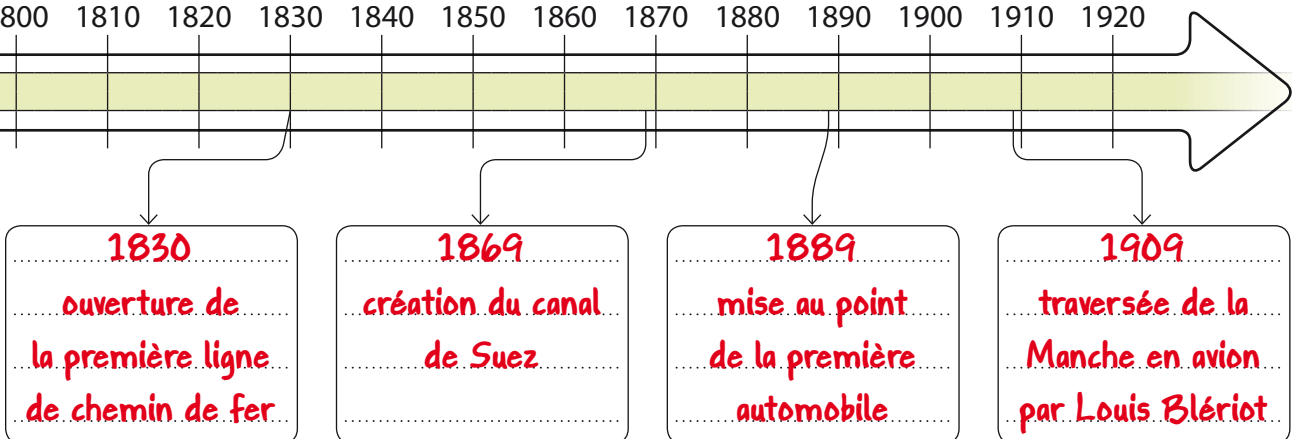 800 1810 1820 1830 1840 1850 1860 1870 1880 1890 1900 1910 1920
1830
ouverture de
la première ligne
de chemin de fer
1869
création du canal
de Suez
1889
mise au point
de la première
automobile
1909
traversée de la
Manche en avion
par Louis Blériot